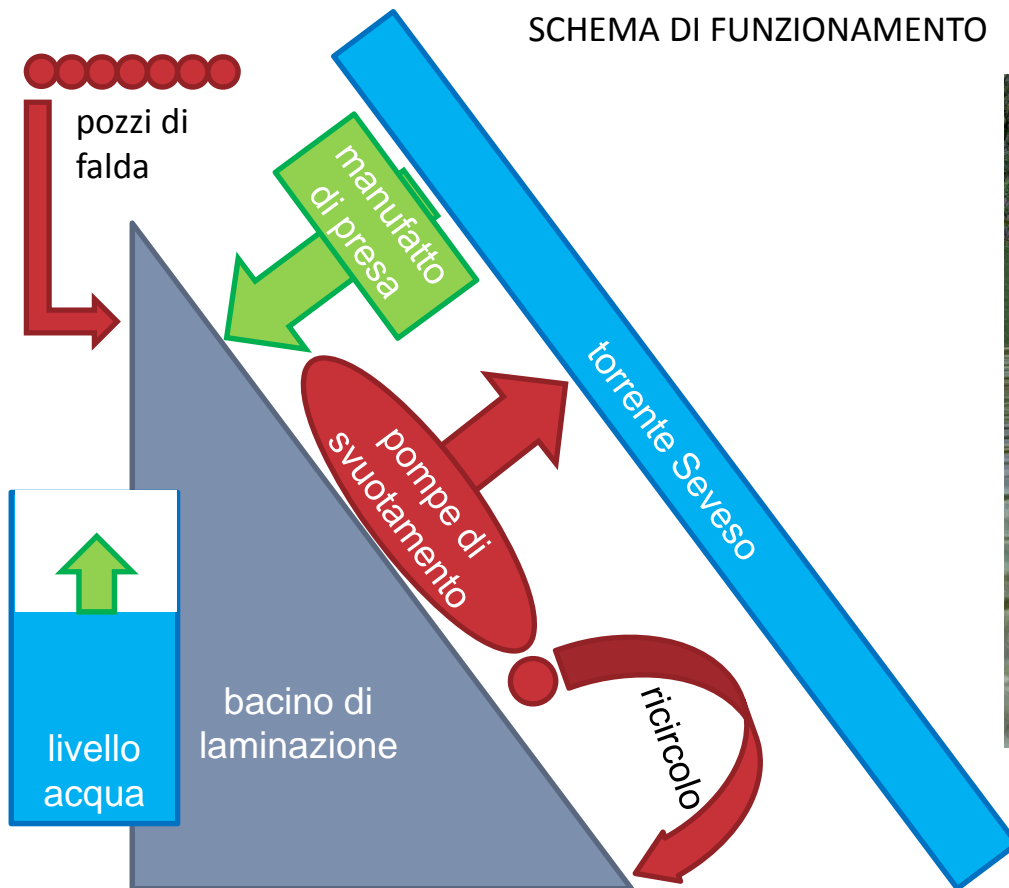 SCHEMA DI FUNZIONAMENTO
pozzi di
falda
manufatto
di presa
torrente Seveso
pompe di
svuotamento
bacino di
laminazione
livello
acqua
ricircolo